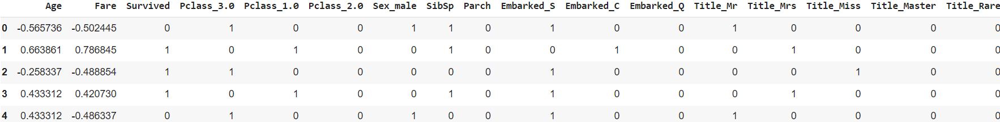 Age Fare Survived Pclass_3.0 Pclass_1.0 Pclass_2.0 Sex_male SibSp Parch Embarked_S Embarked_C Embarked_Q Title_Mr Title_Mrs Title_Miss Title_Master Title_Rare
0 -0.565736 -0.502445 0 1 0 0 1 1 0 1 0 0 1 0 0 0 0
1 0.663861 0.786845 1 0 1 0 0 1 0 0 1 0 0 1 0 0 0
2 -0.258337 -0.488854 1 1 0 0 0 0 0 1 0 0 0 0 1 0 0
3 0.433312 0.420730 1 0 1 0 0 1 0 1 0 0 0 1 0 0 0
4 0.433312 -0.486337 0 1 0 0 1 0 0 1 0 0 1 0 0 0 0